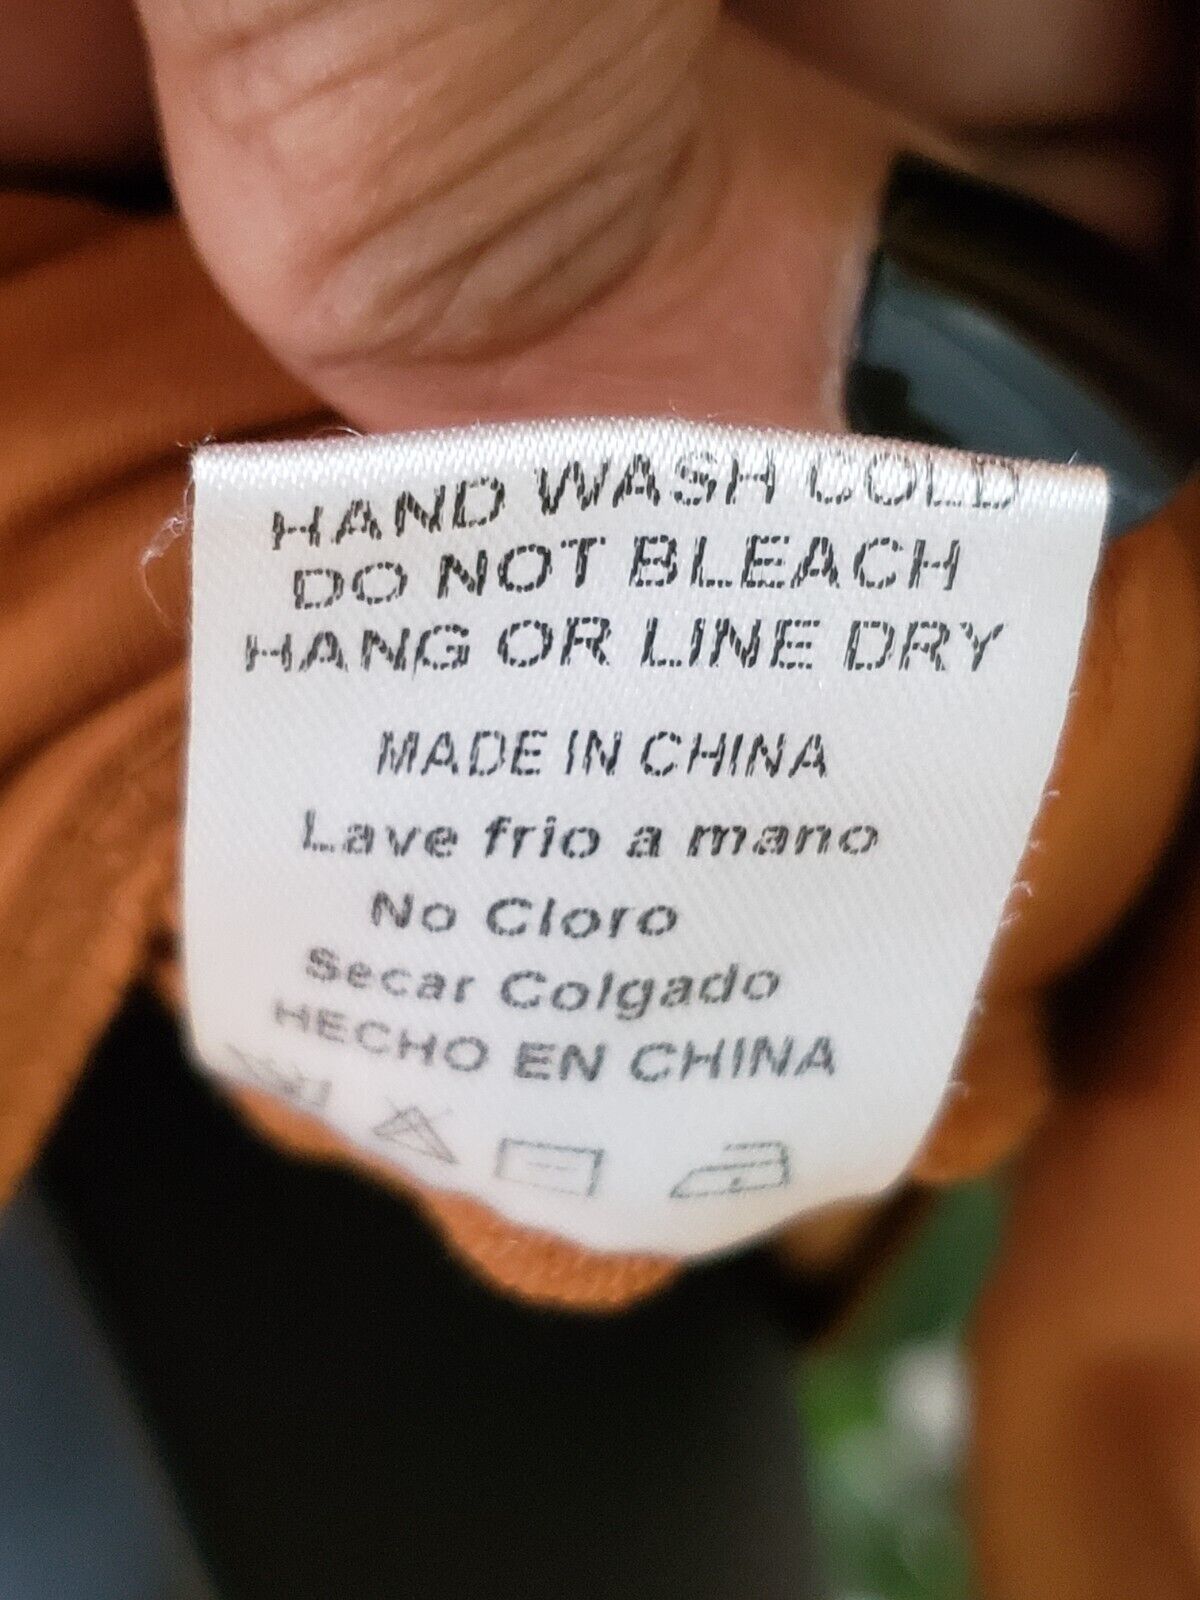 HAND WASH COLD
DO NOT BLEACH
HANG OR LINE DRY
MADE IN CHINA
Lave frio a mano
No Cloro
Secar Colgado
HECHO EN CHINA